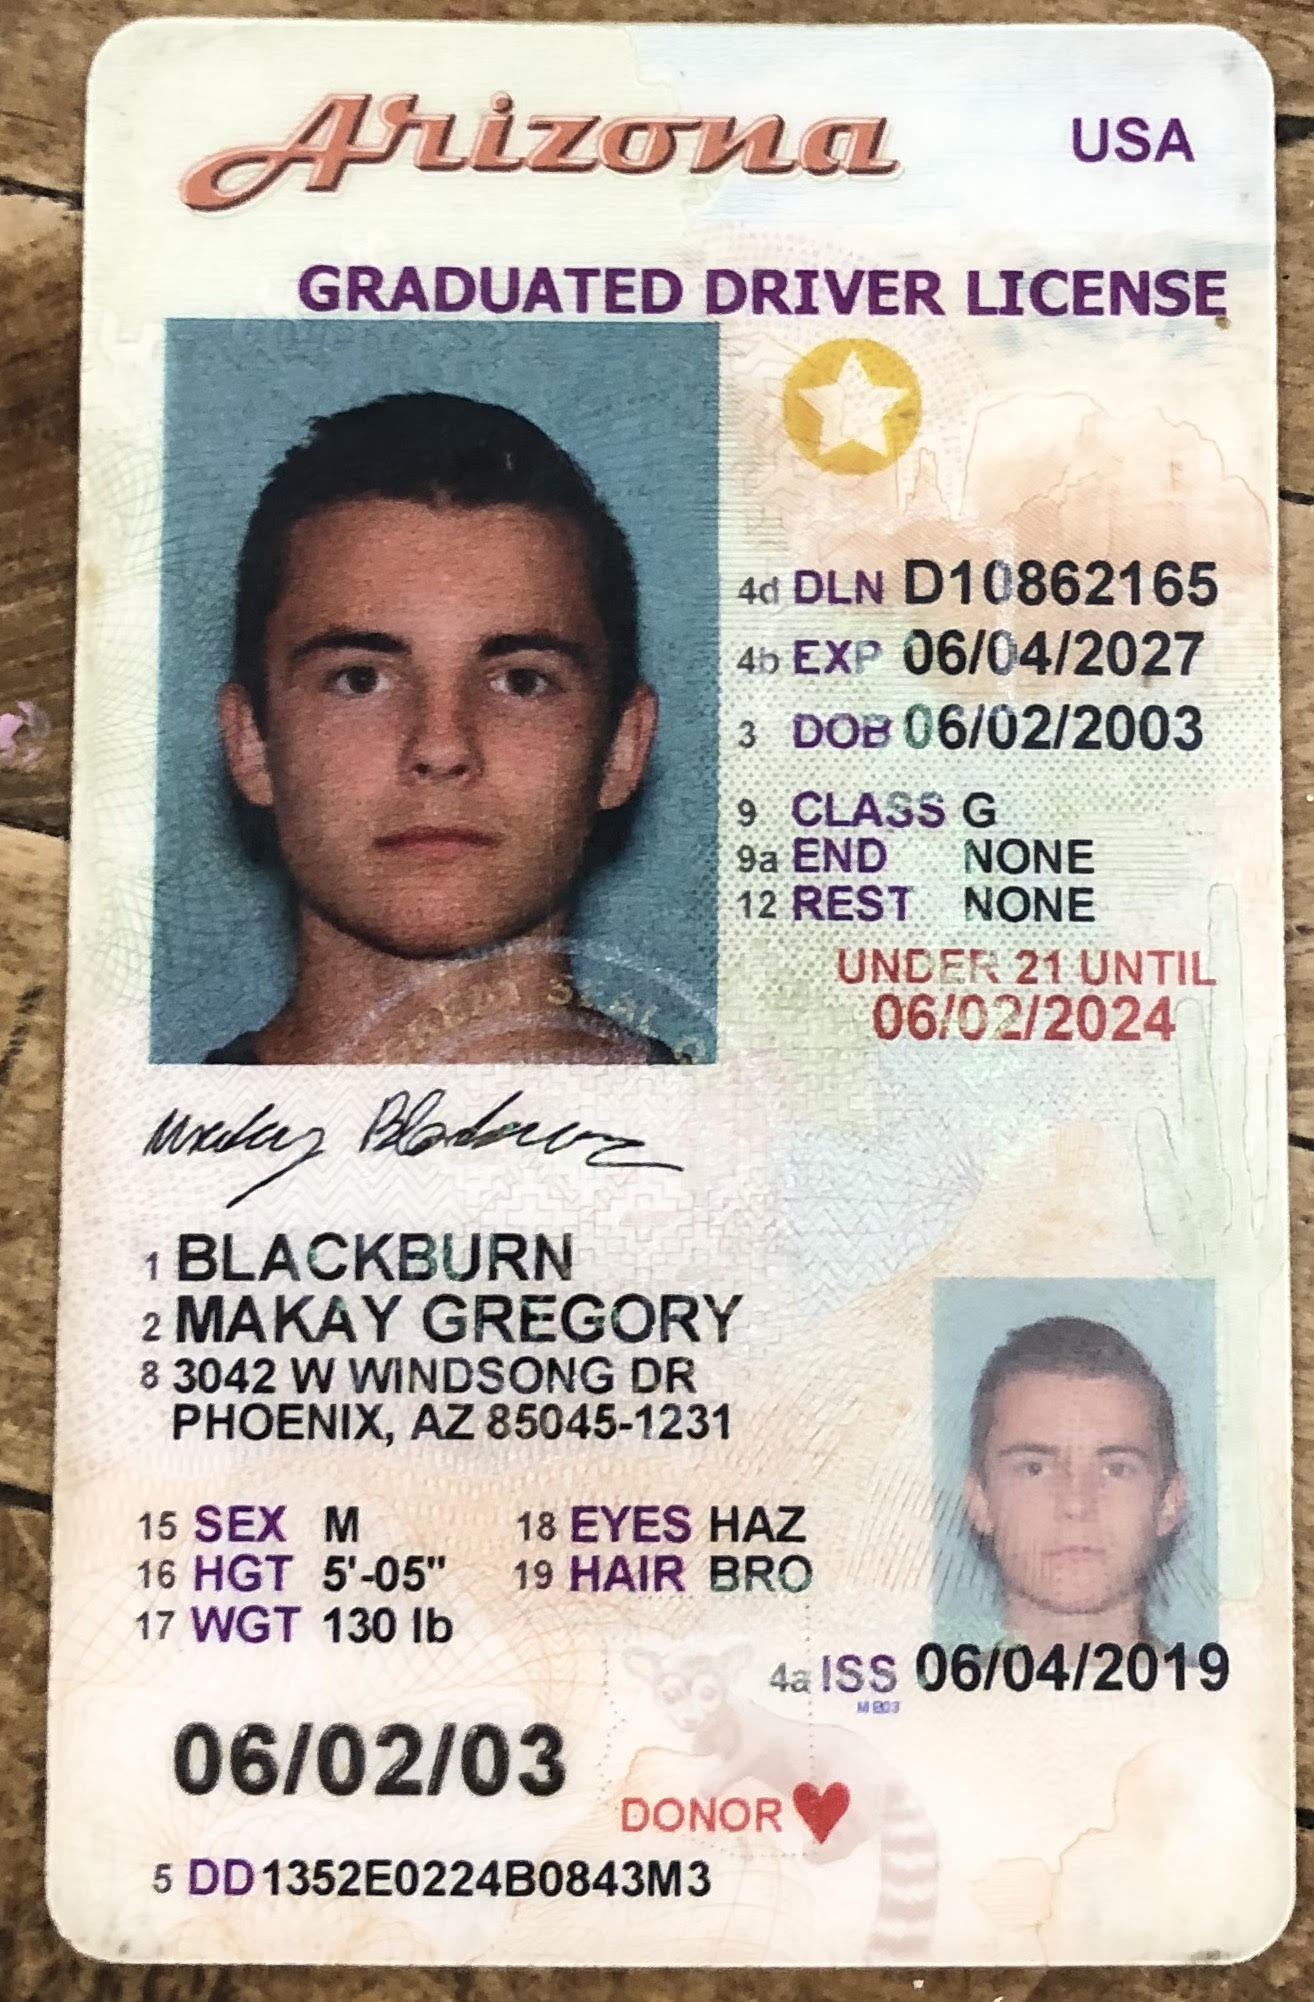 Arizona
USA
GRADUATED DRIVER LICENSE
4d DLN D10862165
4b EXP 06/04/2027
3 DOB 06/02/2003
9 CLASS G
9a END NONE
12 REST NONE
UNDER 21 UNTIL
06/02/2024
Makay Blackburn
1 BLACKBURN
2 MAKAY GREGORY
8 3042 W WINDSONG DR
PHOENIX, AZ 85045-1231
15 SEX M 18 EYES HAZ
16 HGT 5'-05" 19 HAIR BRO
17 WGT 130 lb
4a ISS 06/04/2019
06/02/03
DONOR
5 DD1352E0224B0843M3